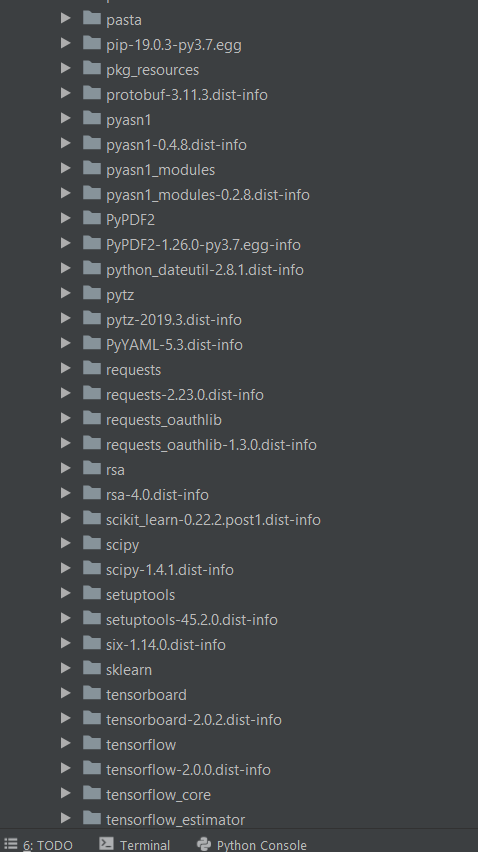 pasta
pip-19.0.3-py3.7.egg
pkg_resources
protobuf-3.11.3.dist-info
pyasn1
pyasn1-0.4.8.dist-info
pyasn1_modules
pyasn1_modules-0.2.8.dist-info
PyPDF2
PyPDF2-1.26.0-py3.7.egg-info
python_dateutil-2.8.1.dist-info
pytz
pytz-2019.3.dist-info
PyYAML-5.3.dist-info
requests
requests-2.23.0.dist-info
requests_oauthlib
requests_oauthlib-1.3.0.dist-info
rsa
rsa-4.0.dist-info
scikit_learn-0.22.2.post1.dist-info
scipy
scipy-1.4.1.dist-info
setuptools
setuptools-45.2.0.dist-info
six-1.14.0.dist-info
sklearn
tensorboard
tensorboard-2.0.2.dist-info
tensorflow
tensorflow-2.0.0.dist-info
tensorflow_core
tensorflow_estimator
6: TODO Terminal Python Console